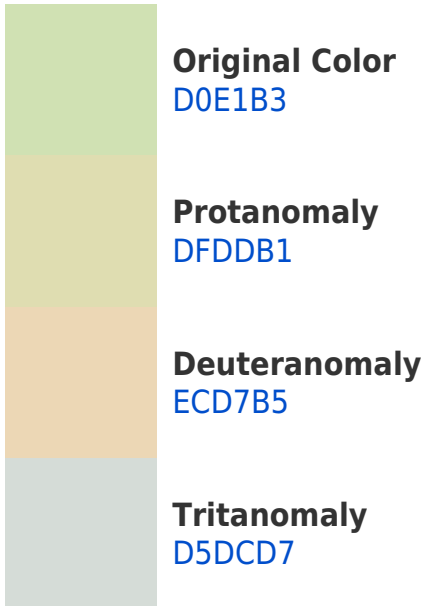 Original Color
D0E1B3
Protanomaly
DFDDB1
Deuteranomaly
ECD7B5
Tritanomaly
D5DCD7